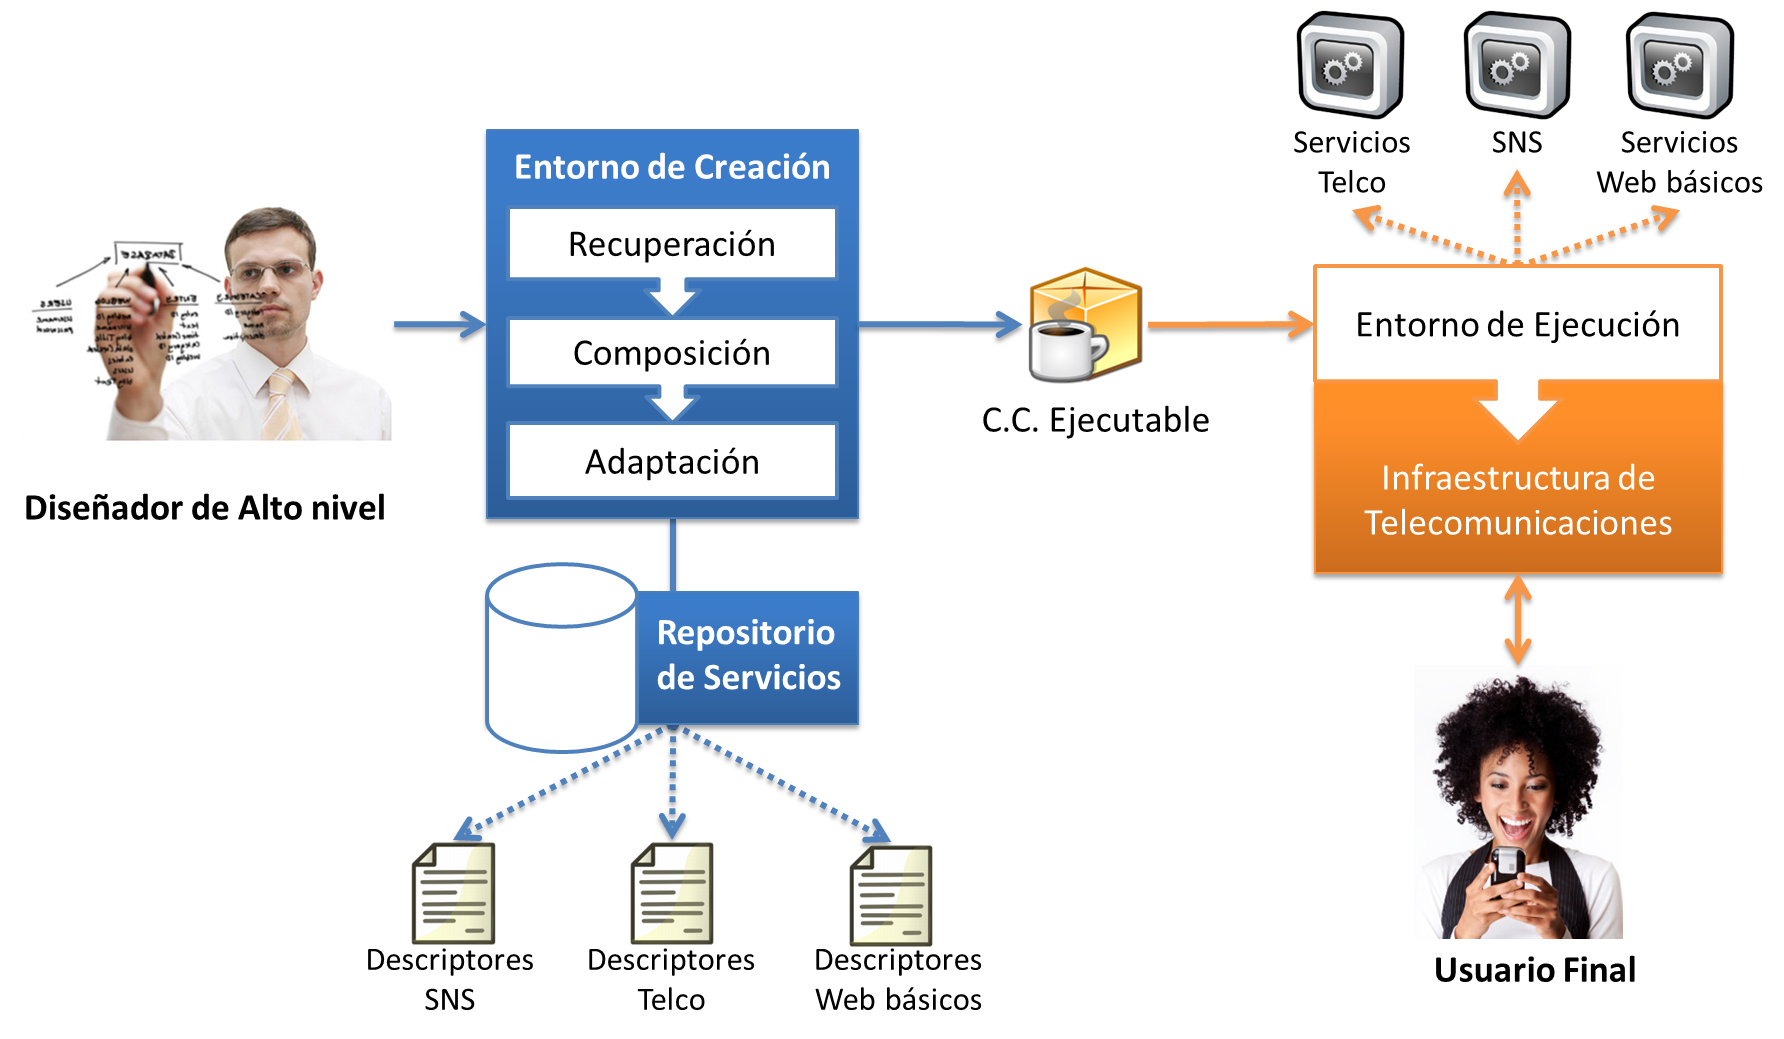 Servicios
Telco
SNS
Servicios
Web básicos
Entorno de Creación
Recuperación
Composición
Adaptación
C.C. Ejecutable
Entorno de Ejecución
Infraestructura de
Telecomunicaciones
Diseñador de Alto nivel
Repositorio
de Servicios
Descriptores
SNS
Descriptores
Telco
Descriptores
Web básicos
Usuario Final